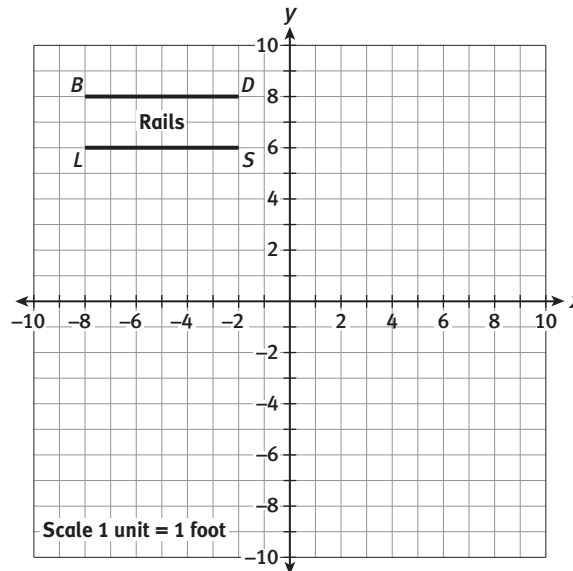 y
10
B D
8
Rails
6
L S
4
2
x
–10 –8 –6 –4 –2 2 4 6 8 10
–2
–4
–6
–8
Scale 1 unit = 1 foot
–10